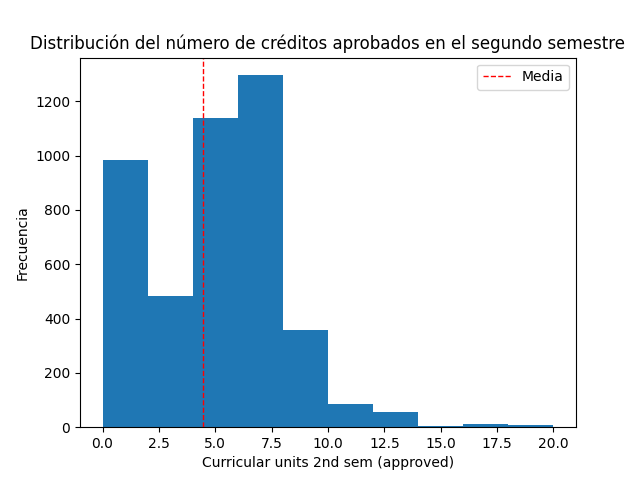 Distribución del número de créditos aprobados en el segundo semestre
Media
Frecuencia
1200
1000
800
600
400
200
0
0.0 2.5 5.0 7.5 10.0 12.5 15.0 17.5 20.0
Curricular units 2nd sem (approved)